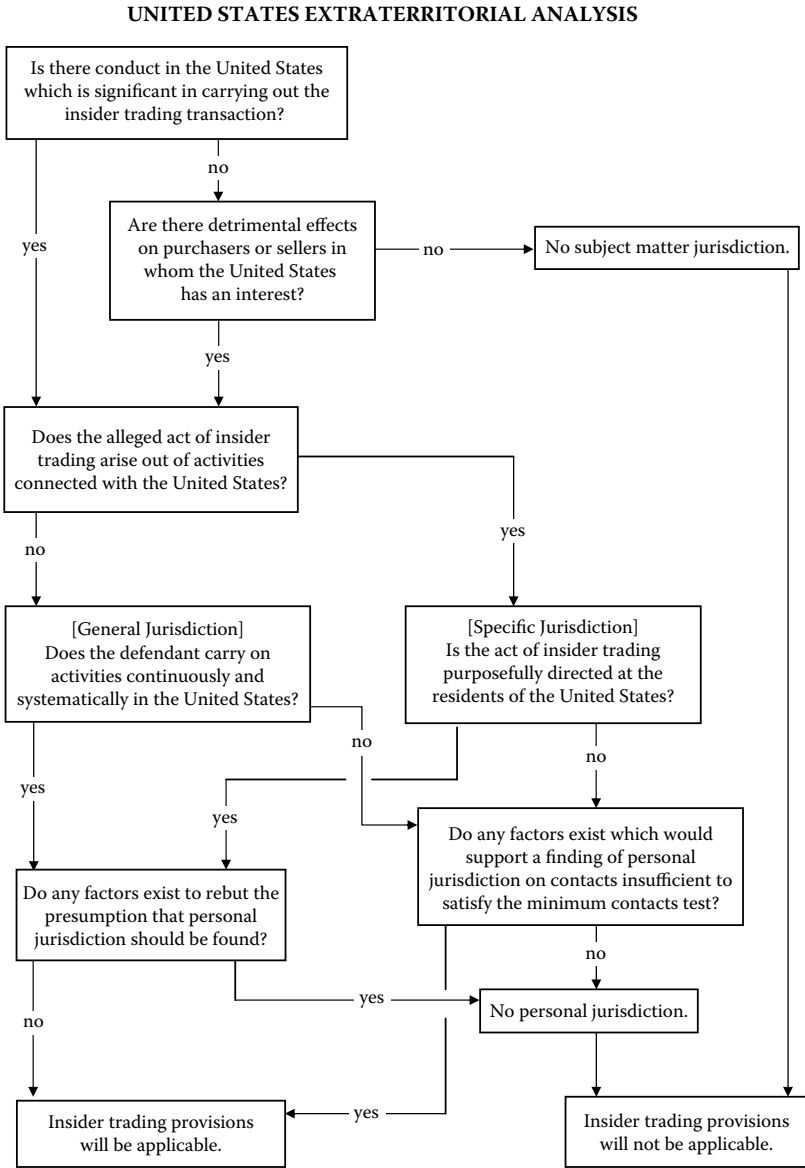 UNITED STATES EXTRATERRITORIAL ANALYSIS
Is there conduct in the United States
which is significant in carrying out the
insider trading transaction?
no
yes
Are there detrimental effects
on purchasers or sellers in
whom the United States
has an interest?
no
No subject matter jurisdiction.
yes
Does the alleged act of insider
trading arise out of activities
connected with the United States?
no
yes
[General Jurisdiction]
Does the defendant carry on
activities continuously and
systematically in the United States?
[Specific Jurisdiction]
Is the act of insider trading
purposefully directed at the
residents of the United States?
no
no
yes
yes
Do any factors exist which would
support a finding of personal
jurisdiction on contacts insufficient to
satisfy the minimum contacts test?
Do any factors exist to rebut the
presumption that personal
jurisdiction should be found?
no
yes
No personal jurisdiction.
no
yes
Insider trading provisions
will be applicable.
Insider trading provisions
will not be applicable.